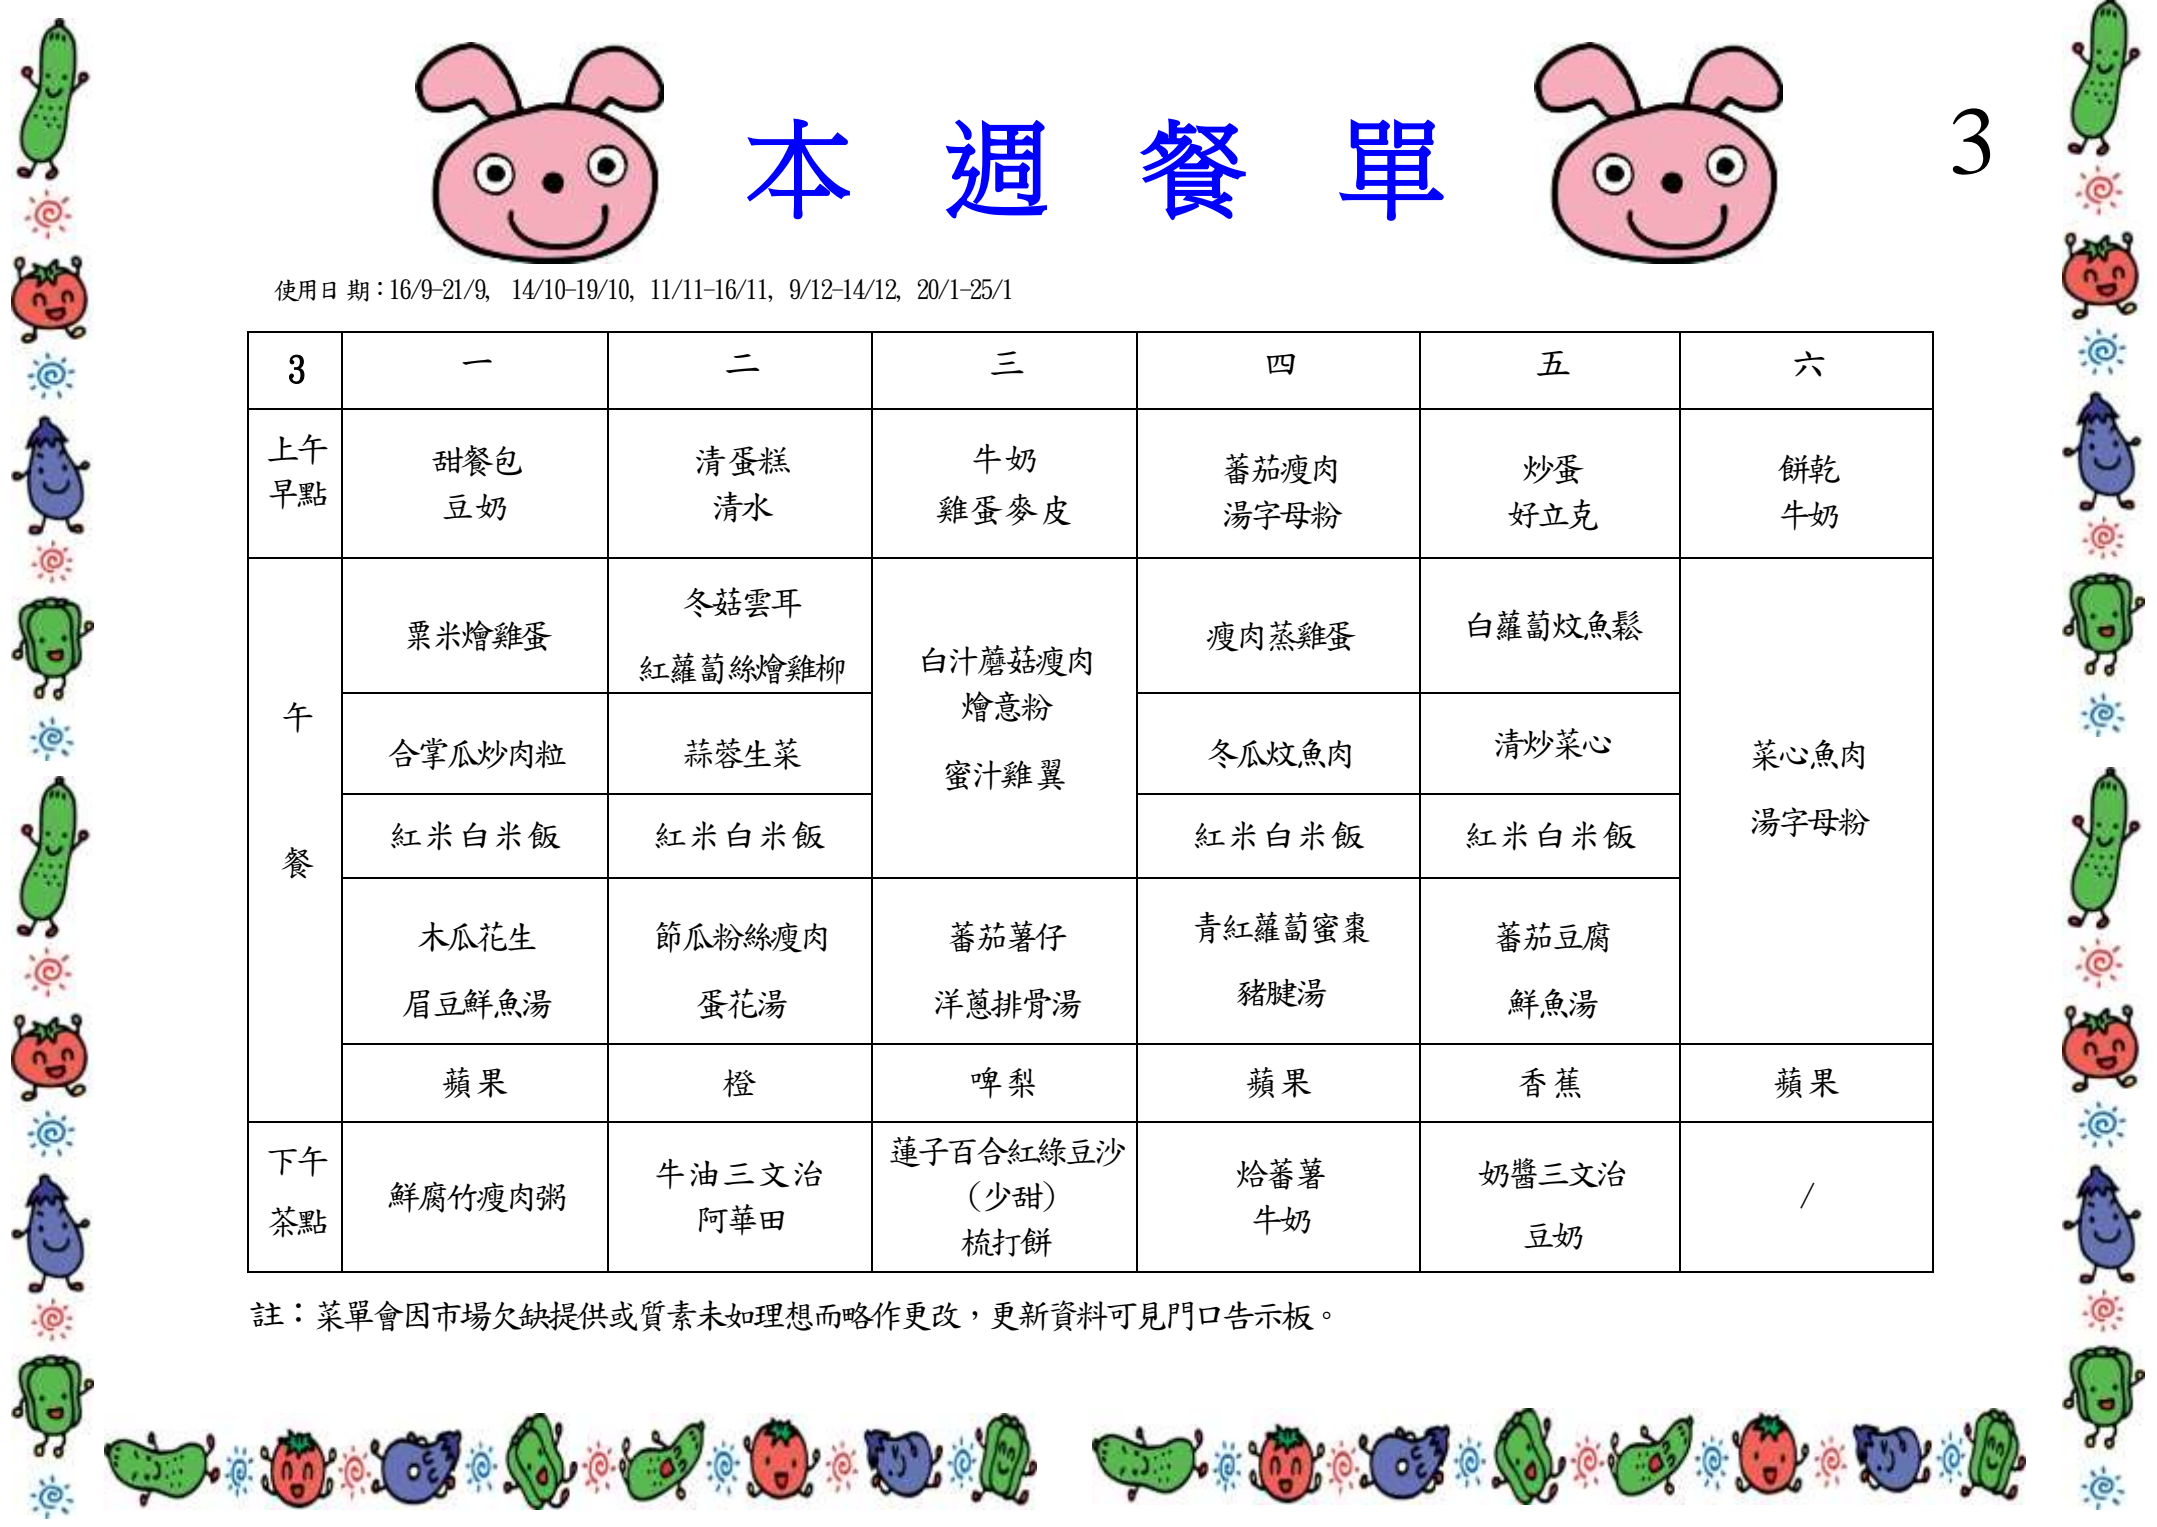 本週餐單
3
使用日期：16/9-21/9, 14/10-19/10, 11/11-16/11, 9/12-14/12, 20/1-25/1
3 一 二 三 四 五 六
上午
早點
甜餐包
豆奶
清蛋糕
清水
牛奶
雞蛋麥皮
蕃茄瘦肉
湯字母粉
炒蛋
好立克
餅乾
牛奶
午
餐
粟米燴雞蛋
冬菇雲耳
紅蘿蔔絲燴雞柳
白汁蘑菇瘦肉
燴意粉
蜜汁雞翼
瘦肉蒸雞蛋
白蘿蔔炆魚鬆
菜心魚肉
湯字母粉
合掌瓜炒肉粒
蒜蓉生菜
冬瓜炆魚肉
清炒菜心
紅米白米飯
紅米白米飯
紅米白米飯
紅米白米飯
木瓜花生
眉豆鮮魚湯
節瓜粉絲瘦肉
蛋花湯
蕃茄薯仔
洋蔥排骨湯
青紅蘿蔔蜜棗
豬腱湯
蕃茄豆腐
鮮魚湯
蘋果
橙
啤梨
蘋果
香蕉
蘋果
下午
茶點
鮮腐竹瘦肉粥
牛油三文治
阿華田
蓮子百合紅綠豆沙
（少甜）
梳打餅
烚蕃薯
牛奶
奶醬三文治
豆奶
/
註：菜單會因市場欠缺提供或質素未如理想而略作更改，更新資料可見門口告示板。